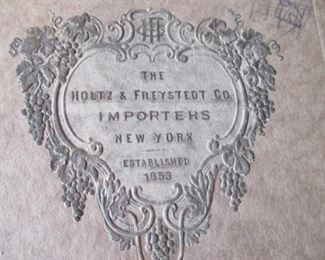 THE
HOLTZ & FREYSTEDT CO.
IMPORTERS
NEW YORK
ESTABLISHED
1853